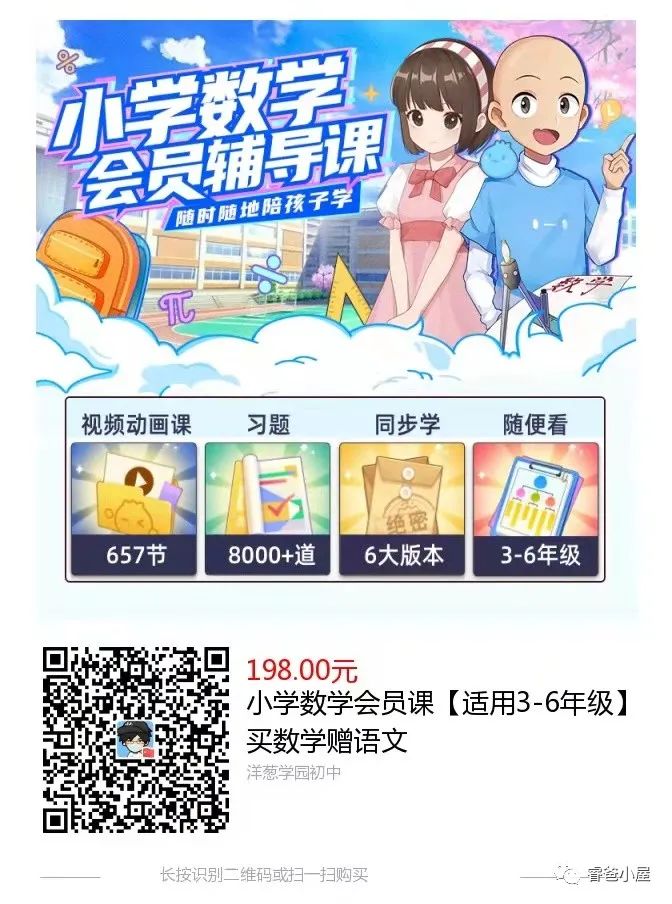 小学数学
会员辅导课
随时随地陪孩子学
数学
视频动画课 习题 同步学 随便看
绝密
657节 8000+道 6大版本 3-6年级
198.00元
小学数学会员课【适用3-6年级】
买数学赠语文
洋葱学园初中
长按识别二维码或扫一扫购买
睿爸小屋